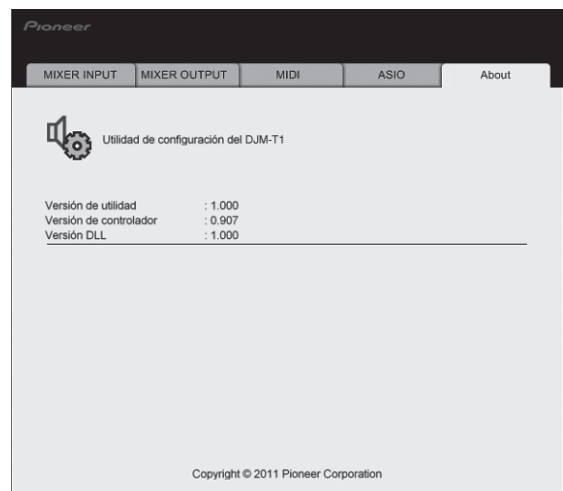 Pioneer
MIXER INPUT MIXER OUTPUT MIDI ASIO About
Utilidad de configuración del DJM-T1
Versión de utilidad : 1.000
Versión de controlador : 0.907
Versión DLL : 1.000
Copyright © 2011 Pioneer Corporation